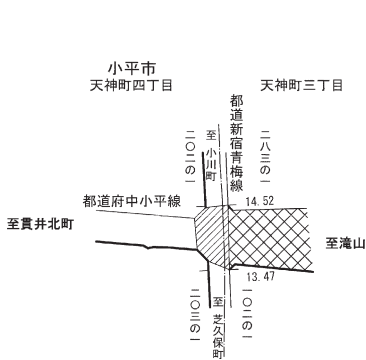 小平市
天神町四丁目
天神町三丁目
都道新宿青梅線
至小川町
二〇二の一
二八三の一
都道府中小平線
14.52
至貫井北町
至滝山
13.47
二〇三の一
至芝久保町
一〇二の一